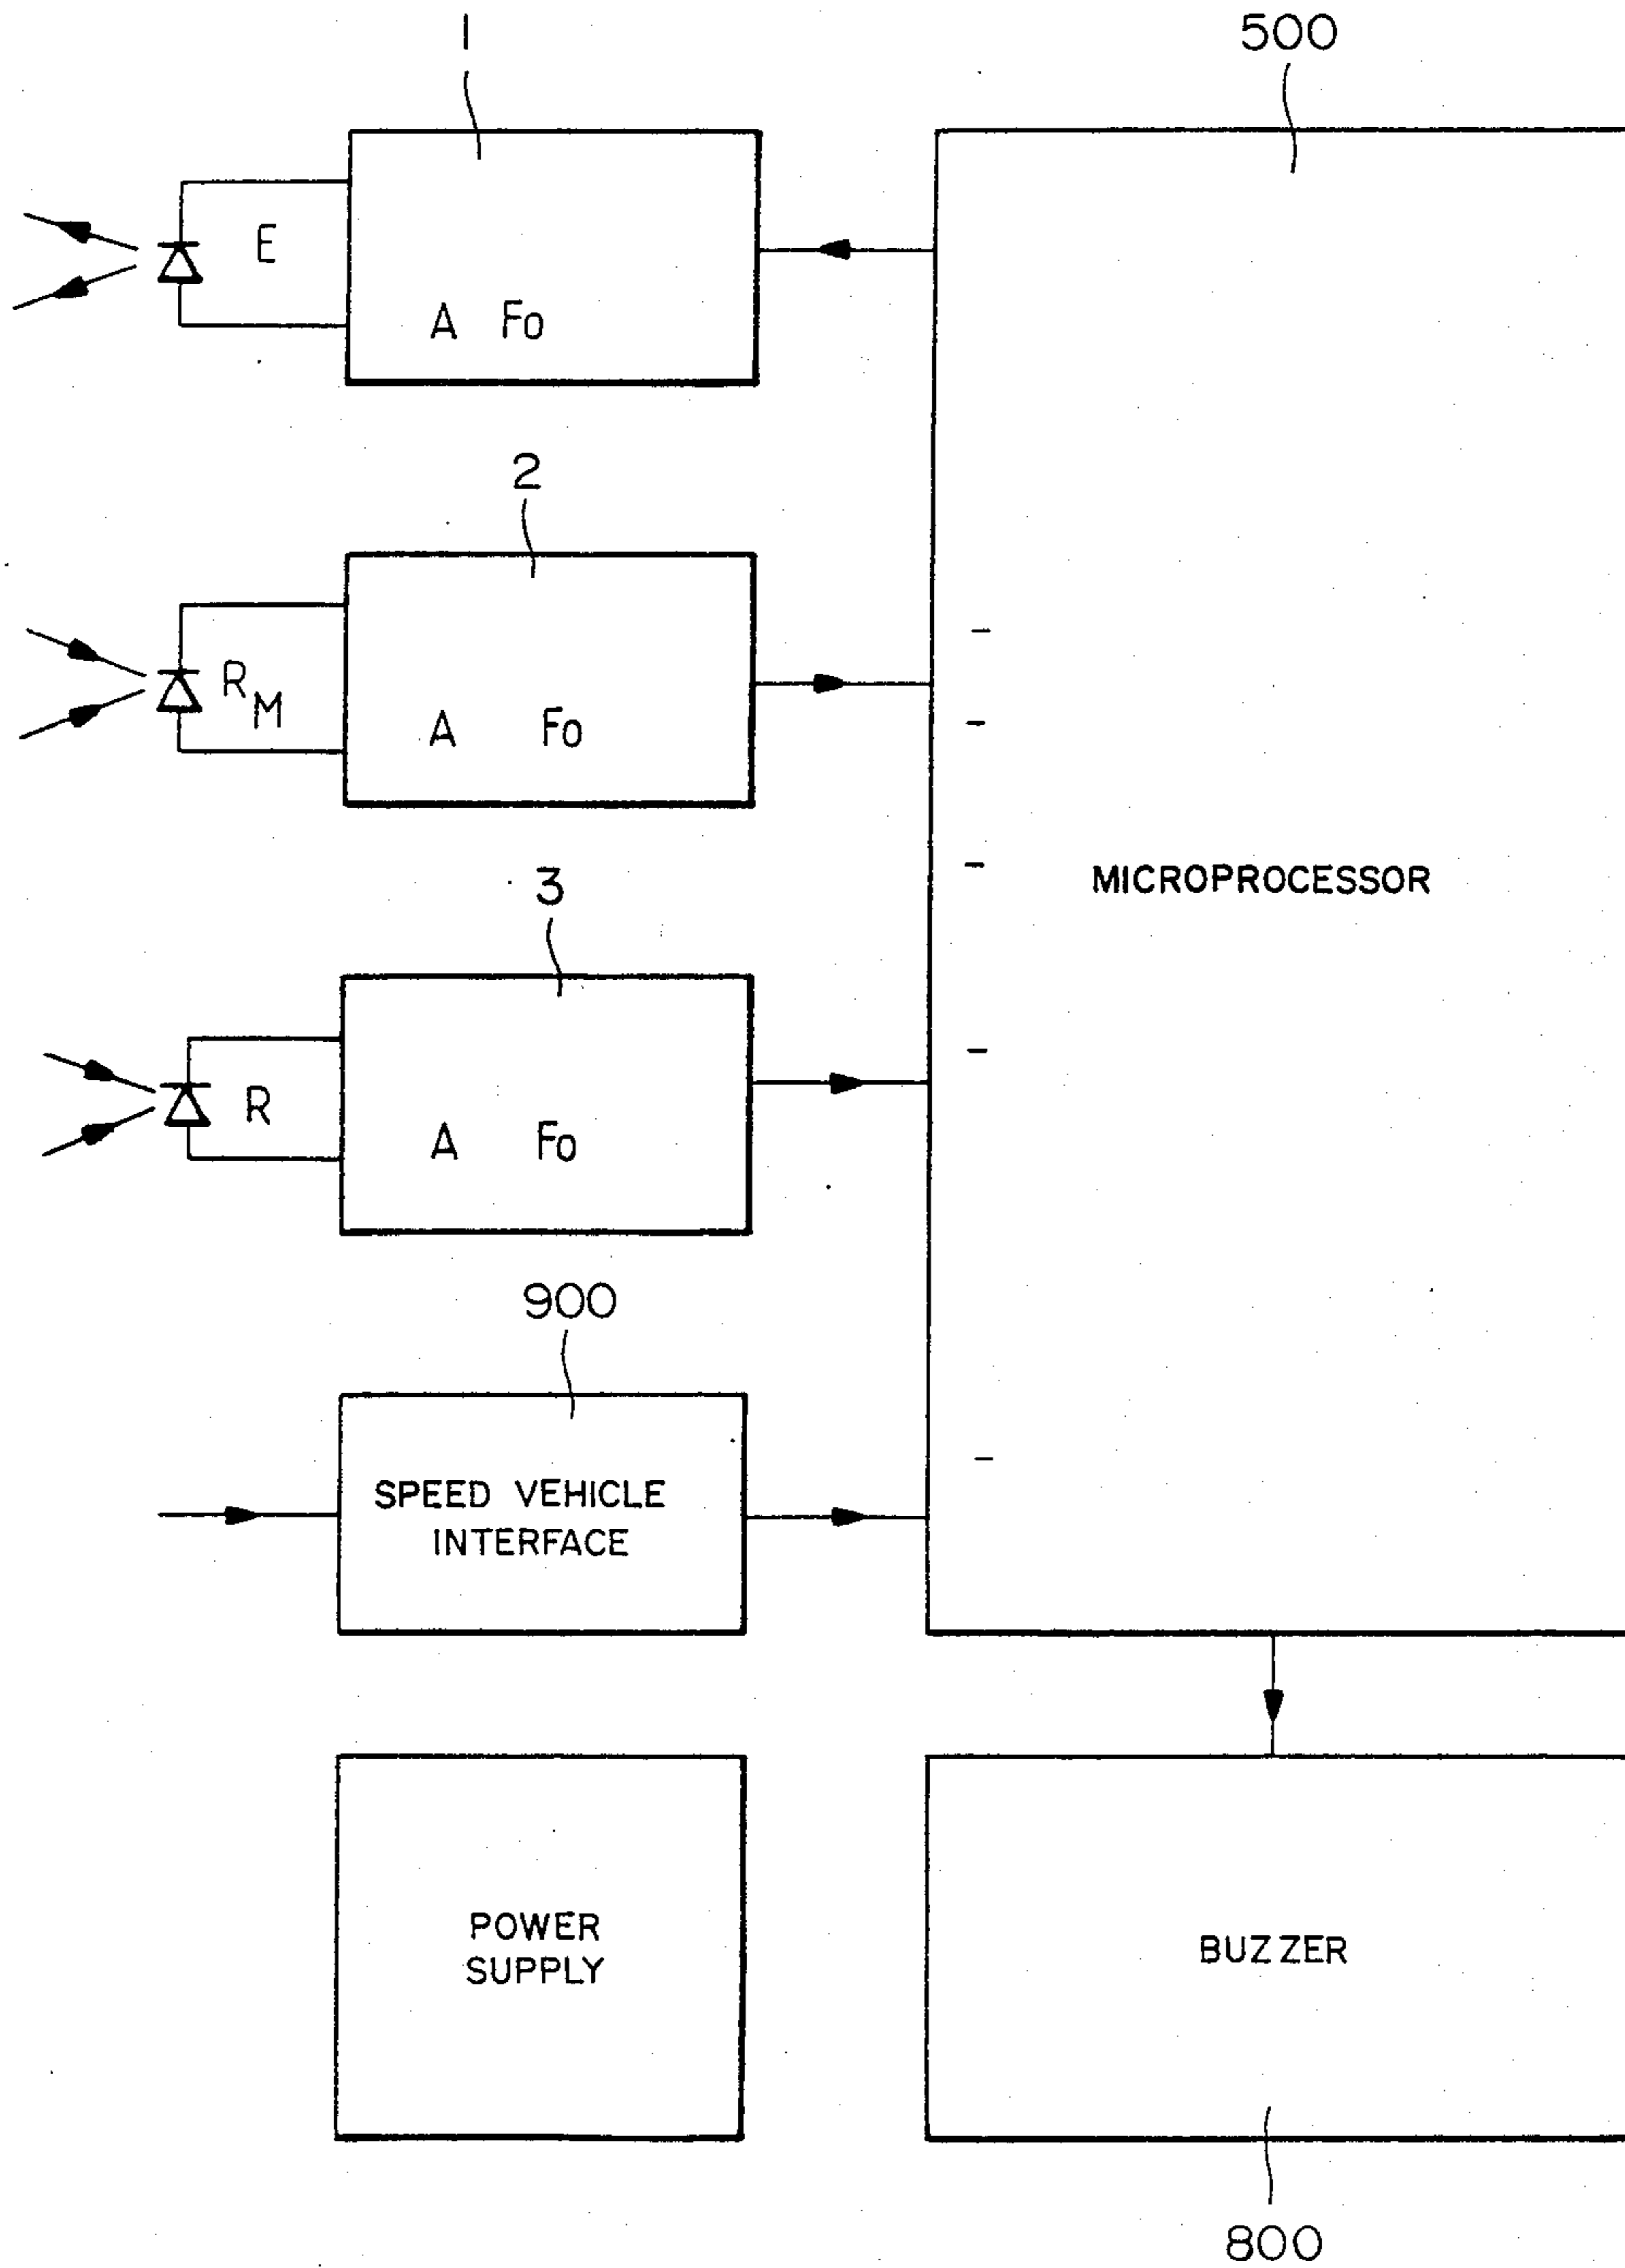 1
500
E
A Fo
2
RM
A Fo
MICROPROCESSOR
3
R
A Fo
900
SPEED VEHICLE
INTERFACE
POWER
SUPPLY
BUZZER
800